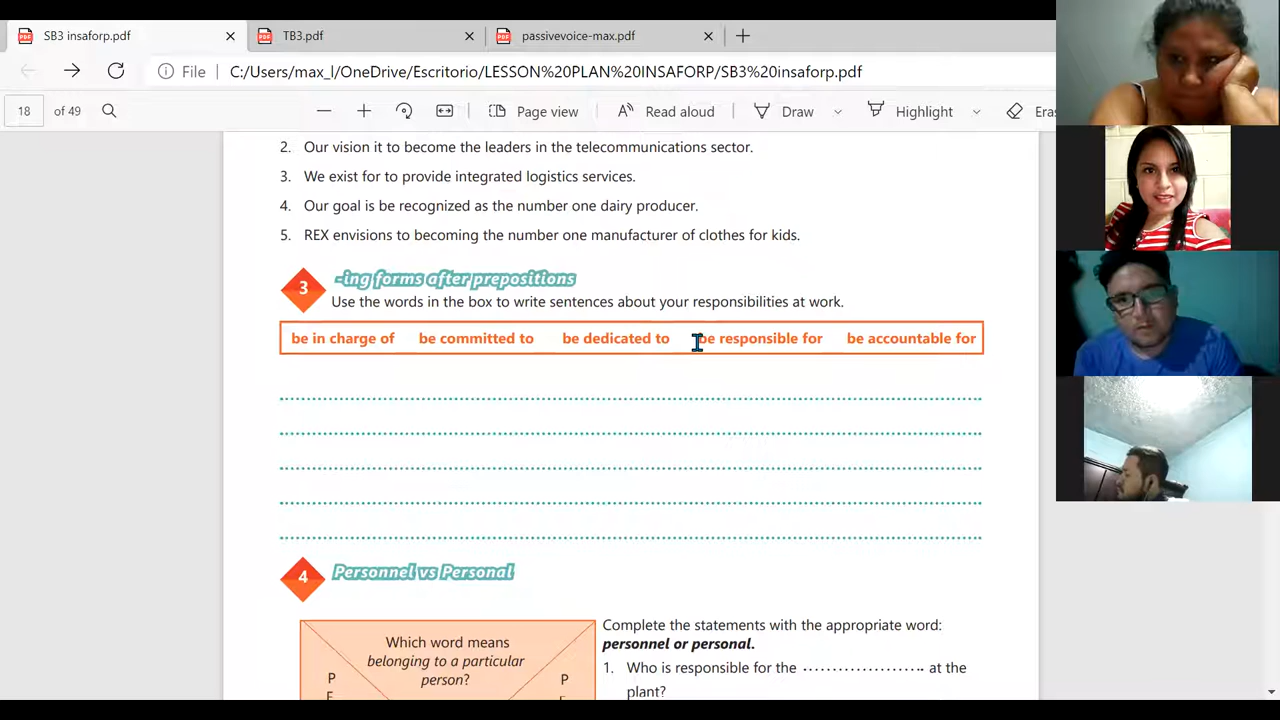 SB3 insaforp.pdf
TB3.pdf
passivevoice-max.pdf
File
C:/Users/max_l/OneDrive/Escritorio/LESSON%20PLAN%20INSAFORP/SB3%20insaforp.pdf
18 of 49
Page view
Read aloud
Draw
Highlight
Eras
2. Our vision it to become the leaders in the telecommunications sector.
3. We exist for to provide integrated logistics services.
4. Our goal is be recognized as the number one dairy producer.
5. REX envisions to becoming the number one manufacturer of clothes for kids.
3
-ing forms after prepositions
Use the words in the box to write sentences about your responsibilities at work.
be in charge of be committed to be dedicated to be responsible for be accountable for
4
Personnel vs Personal
Which word means
belonging to a particular
person?
P
E
P
Complete the statements with the appropriate word:
personnel or personal.
1. Who is responsible for the .................... at the
plant?